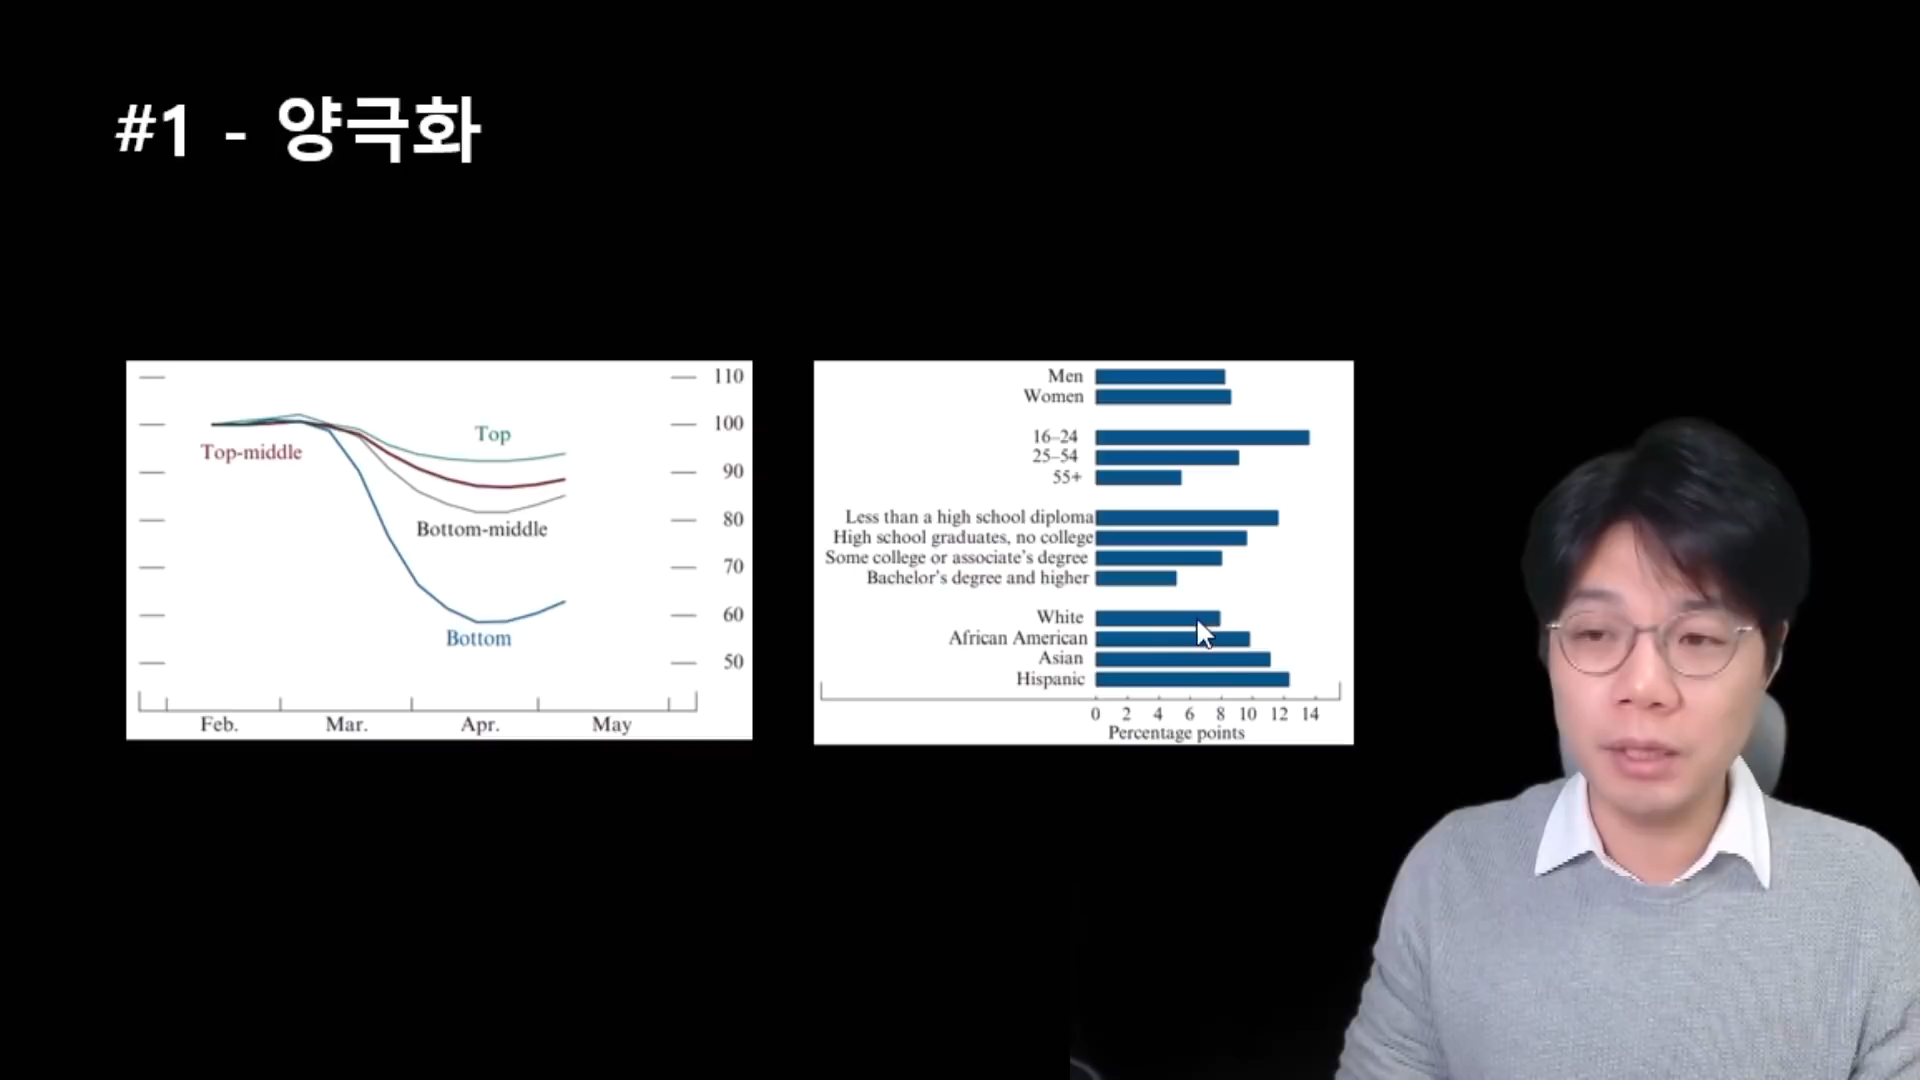 #1 - 양극화
110
100
90
80
70
60
50
Top
Top-middle
Bottom-middle
Bottom
Feb. Mar. Apr. May
Men
Women
16–24
25–54
55+
Less than a high school diploma
High school graduates, no college
Some college or associate’s degree
Bachelor’s degree and higher
White
African American
Asian
Hispanic
0 2 4 6 8 10 12 14
Percentage points